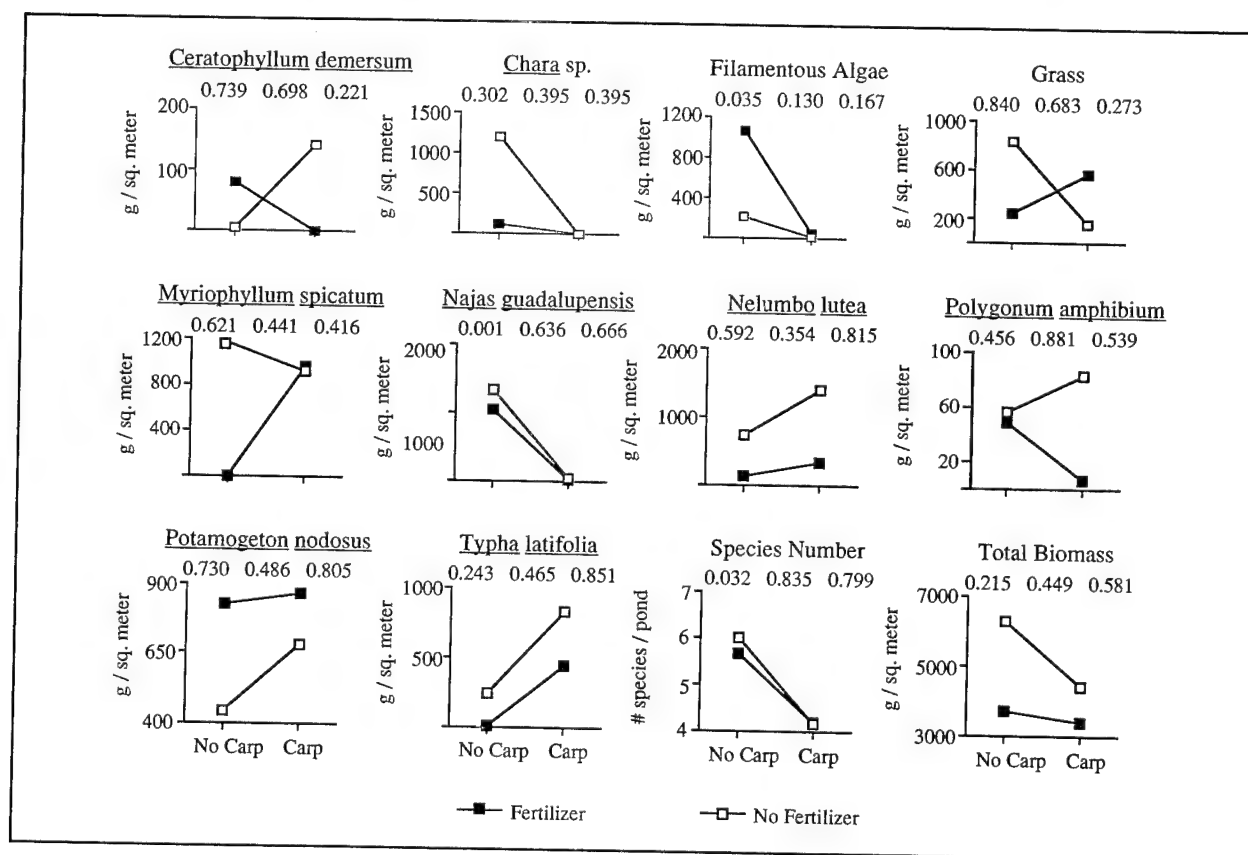 Ceratophyllum demersum
0.739 0.698 0.221
200
100
g / sq. meter
Chara sp.
0.302 0.395 0.395
1500
1000
500
g / sq. meter
Filamentous Algae
0.035 0.130 0.167
1200
800
400
g / sq. meter
Grass
0.840 0.683 0.273
1000
600
200
g / sq. meter
Myriophyllum spicatum
0.621 0.441 0.416
1200
800
400
g / sq. meter
Najas guadalupensis
0.001 0.636 0.666
2000
1000
g / sq. meter
Nelumbo lutea
0.592 0.354 0.815
2000
1000
g / sq. meter
Polygonum amphibium
0.456 0.881 0.539
100
60
20
g / sq. meter
Potamogeton nodosus
0.730 0.486 0.805
900
650
400
g / sq. meter
No Carp Carp
Typha latifolia
0.243 0.465 0.851
1000
500
g / sq. meter
No Carp Carp
Species Number
0.032 0.835 0.799
7
6
5
4
# species / pond
No Carp Carp
Total Biomass
0.215 0.449 0.581
7000
5000
3000
g / sq. meter
No Carp Carp
Fertilizer
No Fertilizer